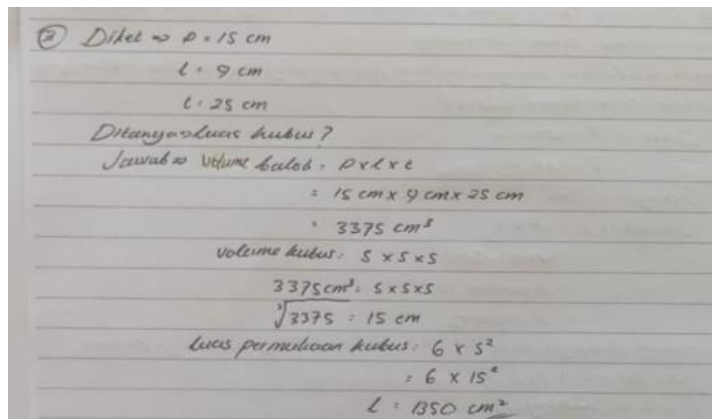 ② Diket => p = 15 cm
l = 9 cm
t = 25 cm
Ditanya => luas kubus ?
Jawab => Volume balok = p x l x t
= 15 cm x 9 cm x 25 cm
= 3375 cm³
volume kubus = s x s x s
3375 cm³ = s x s x s
∛3375 = 15 cm
luas permukaan kubus = 6 x s²
= 6 x 15²
L = 1350 cm²